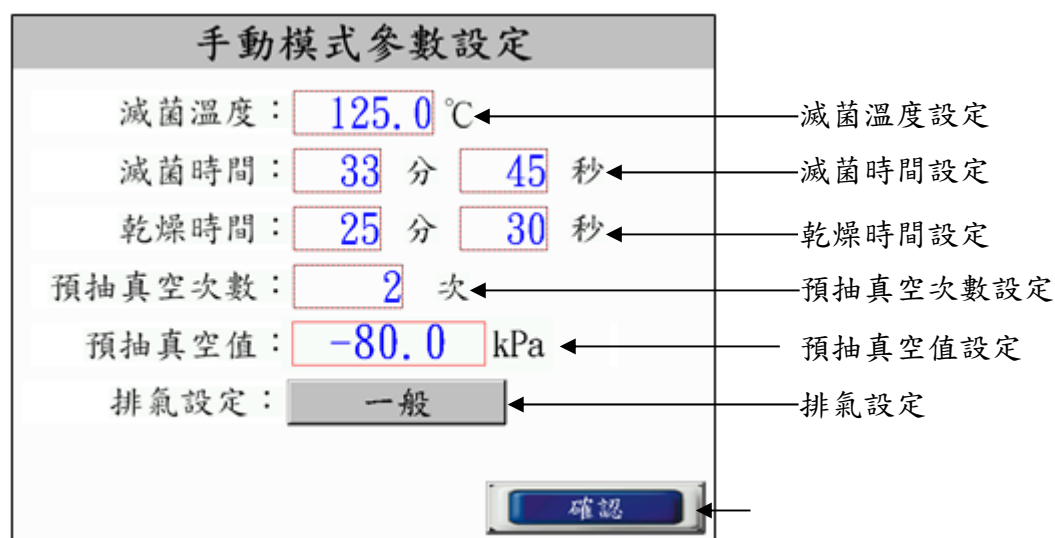 手動模式參數設定
滅菌溫度：125.0℃ 滅菌溫度設定
滅菌時間：33 分 45 秒 滅菌時間設定
乾燥時間：25 分 30 秒 乾燥時間設定
預抽真空次數：2 次 預抽真空次數設定
預抽真空值：-80.0 kPa 預抽真空值設定
排氣設定：一般 排氣設定
確認